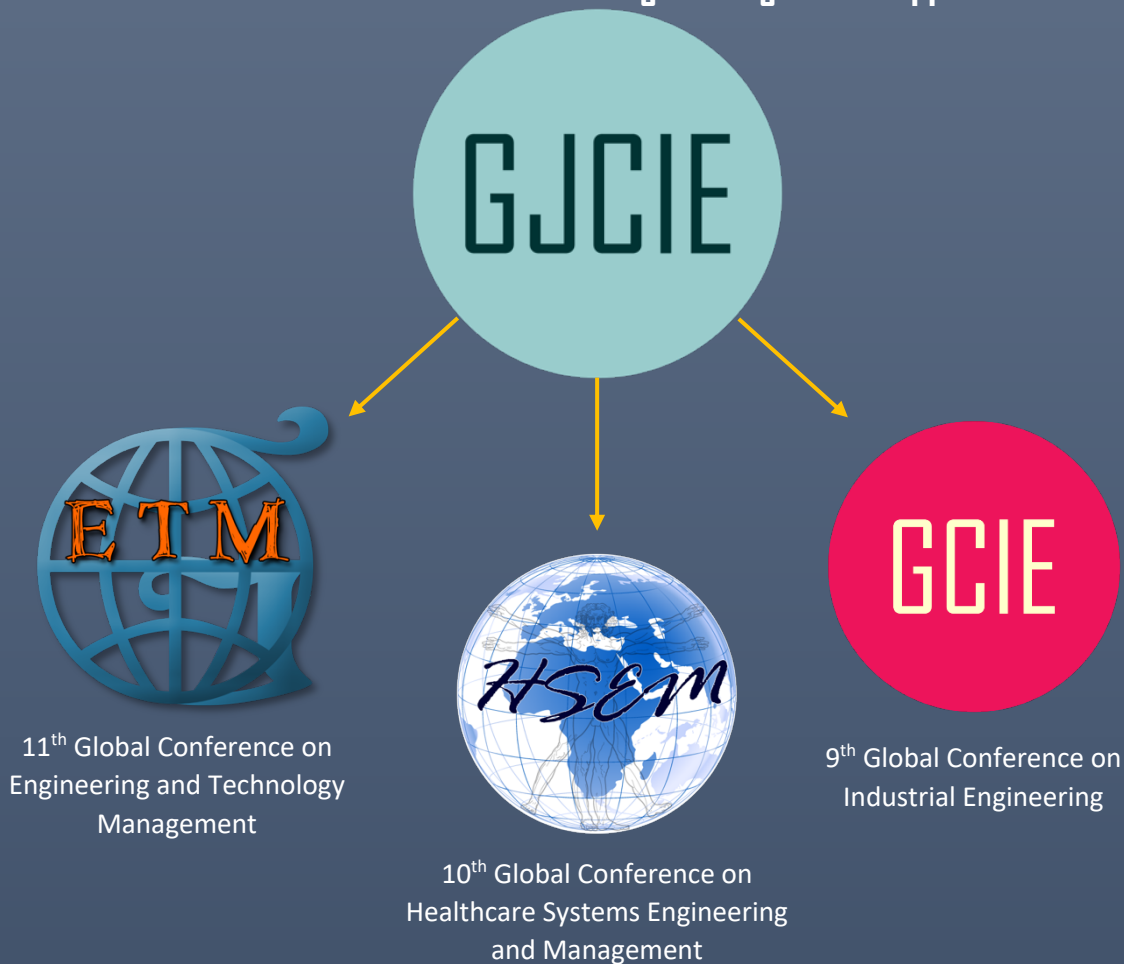 GJCIE
ETM
HSEM
GCIE
11th Global Conference on
Engineering and Technology
Management
10th Global Conference on
Healthcare Systems Engineering
and Management
9th Global Conference on
Industrial Engineering